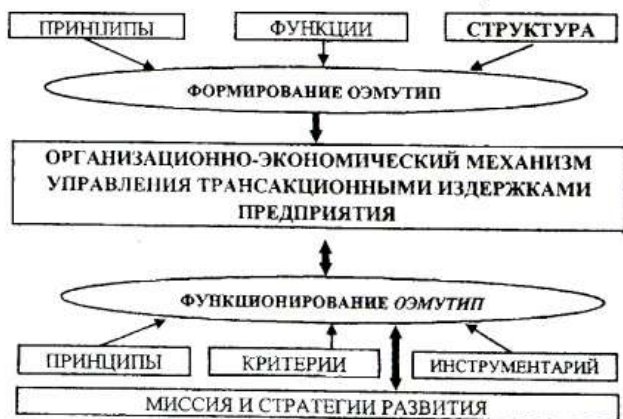 ПРИНЦИПЫ ФУНКЦИИ СТРУКТУРА
ФОРМИРОВАНИЕ ОЭМУТИП
ОРГАНИЗАЦИОННО-ЭКОНОМИЧЕСКИЙ МЕХАНИЗМ
УПРАВЛЕНИЯ ТРАНСАКЦИОННЫМИ ИЗДЕРЖКАМИ
ПРЕДПРИЯТИЯ
ФУНКЦИОНИРОВАНИЕ ОЭМУТИП
ПРИНЦИПЫ КРИТЕРИИ ИНСТРУМЕНТАРИЙ
МИССИЯ И СТРАТЕГИИ РАЗВИТИЯ